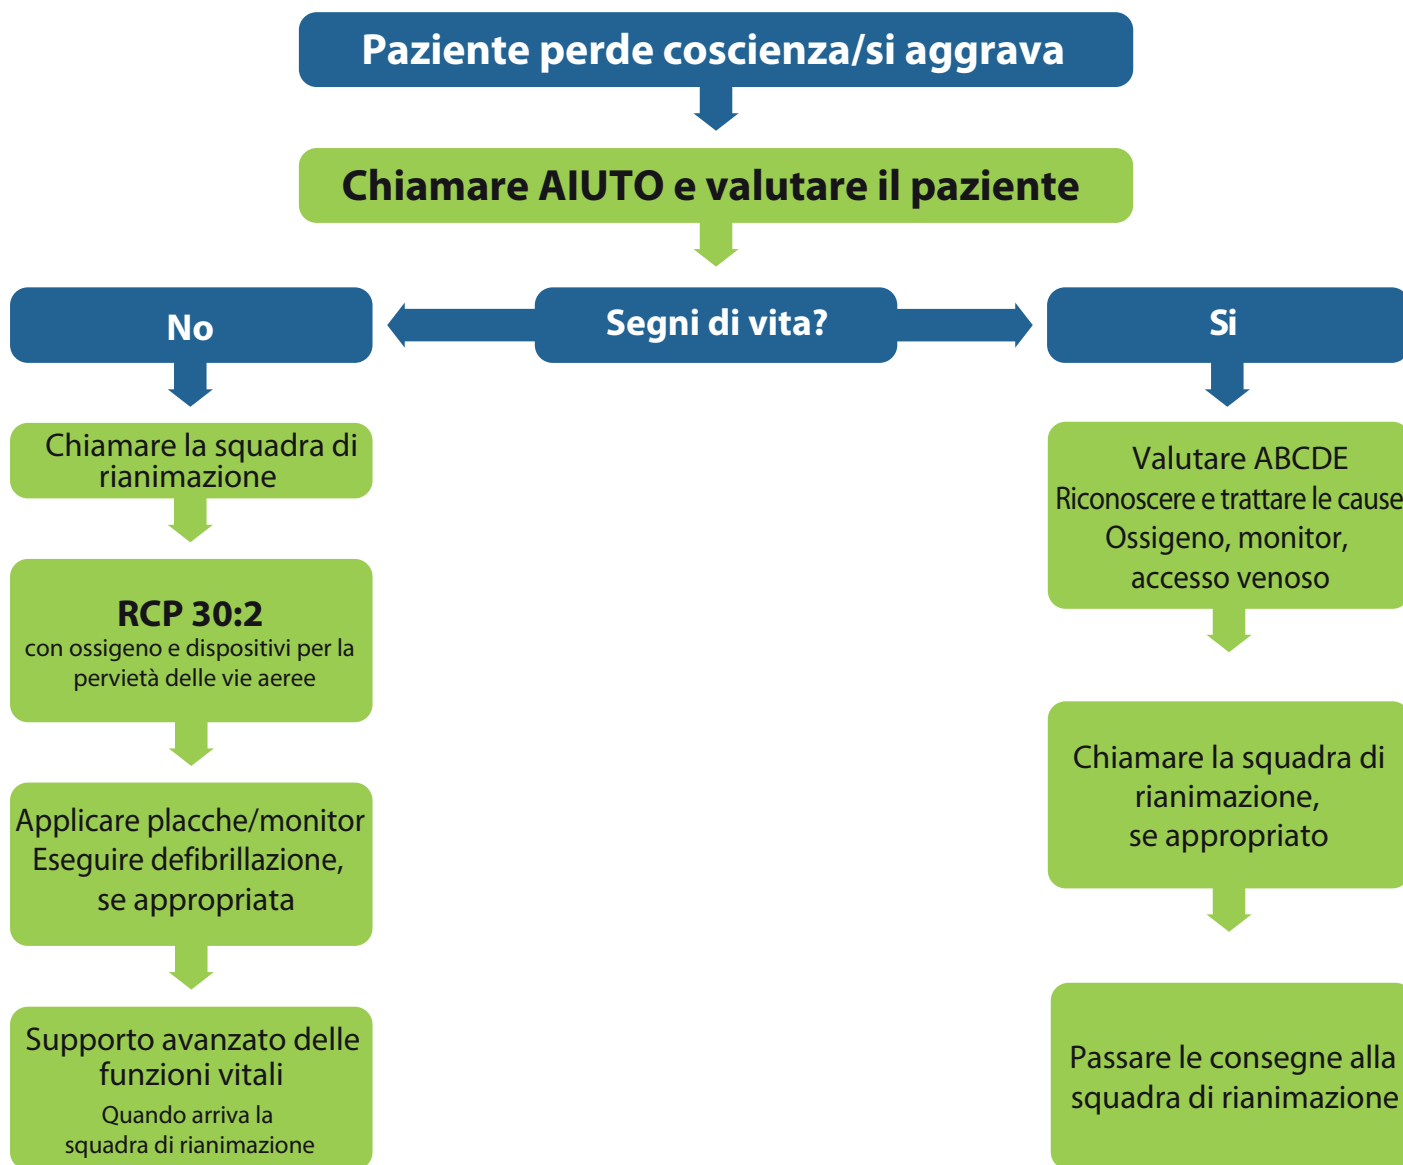 Paziente perde coscienza/si aggrava
Chiamare AIUTO e valutare il paziente
No
Segni di vita?
Si
Chiamare la squadra di
rianimazione
RCP 30:2
con ossigeno e dispositivi per la
pervietà delle vie aeree
Applicare placche/monitor
Eseguire defibrillazione,
se appropriata
Supporto avanzato delle
funzioni vitali
Quando arriva la
squadra di rianimazione
Valutare ABCDE
Riconoscere e trattare le cause
Ossigeno, monitor,
accesso venoso
Chiamare la squadra di
rianimazione,
se appropriato
Passare le consegne alla
squadra di rianimazione